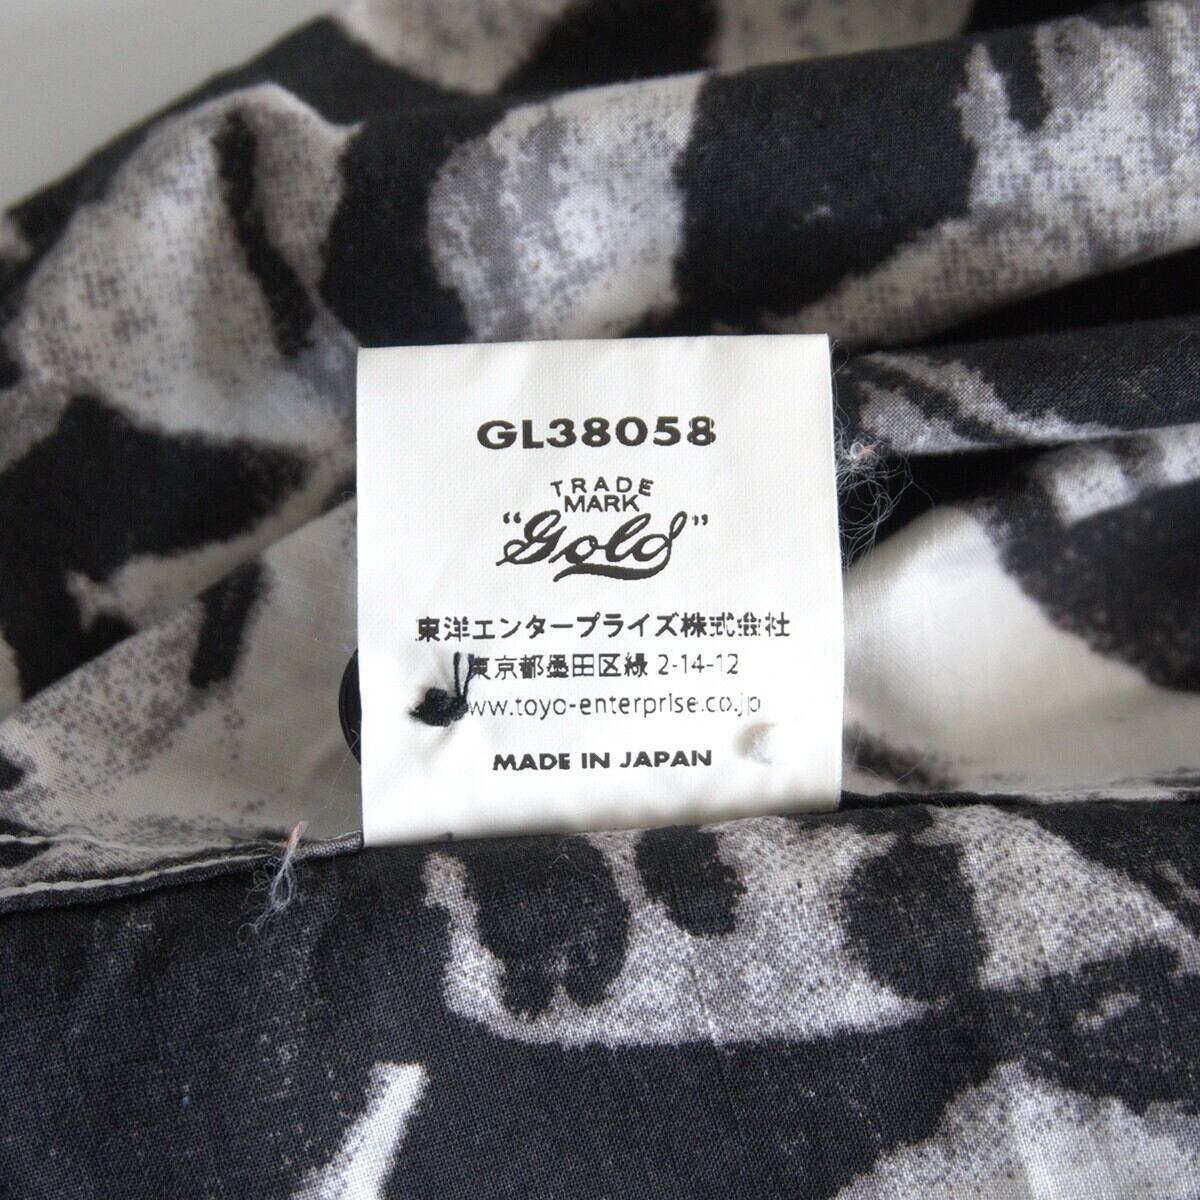 GL38058
TRADE
MARK
"Gold"
東洋エンタープライズ株式会社
東京都墨田区緑 2-14-12
www.toyo-enterprise.co.jp
MADE IN JAPAN